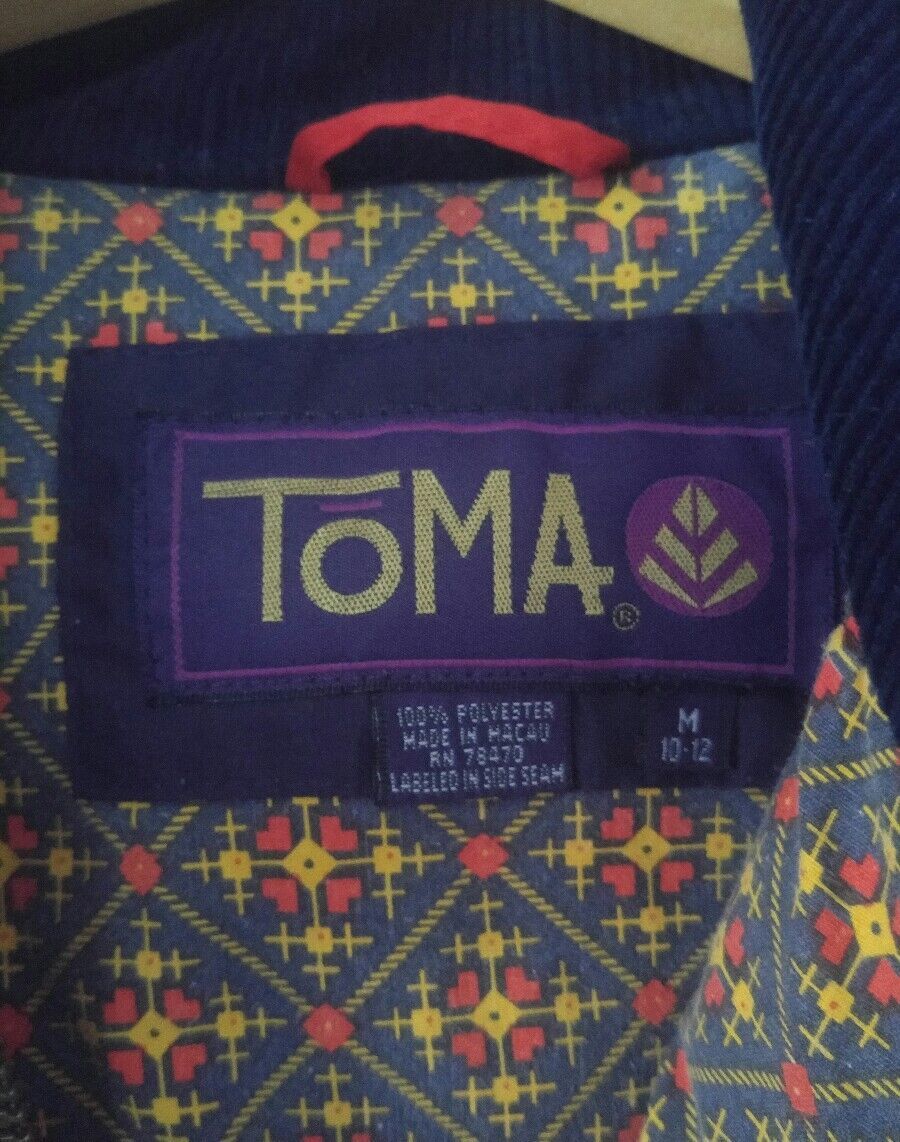 TōMA®
100% POLYESTER
MADE IN MACAU
RN 78470
LABELED IN SIDE SEAM
M
10-12